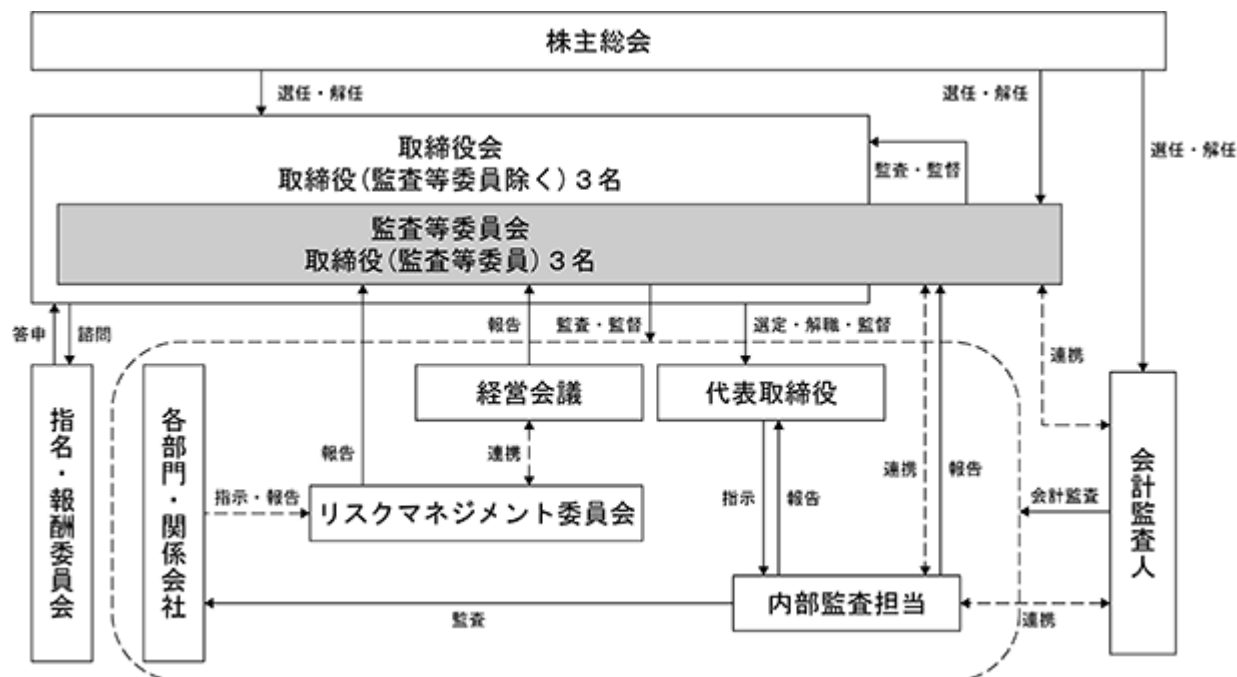 株主総会
選任・解任
選任・解任
選任・解任
取締役会
取締役(監査等委員除く)3名
監査・監督
監査等委員会
取締役(監査等委員)3名
答申
諮問
報告
監査・監督
選定・解職・監督
連携
指名・報酬委員会
各部門・関係会社
経営会議
代表取締役
会計監査人
報告
連携
連携
報告
指示・報告
リスクマネジメント委員会
指示
報告
会計監査
内部監査担当
監査
連携